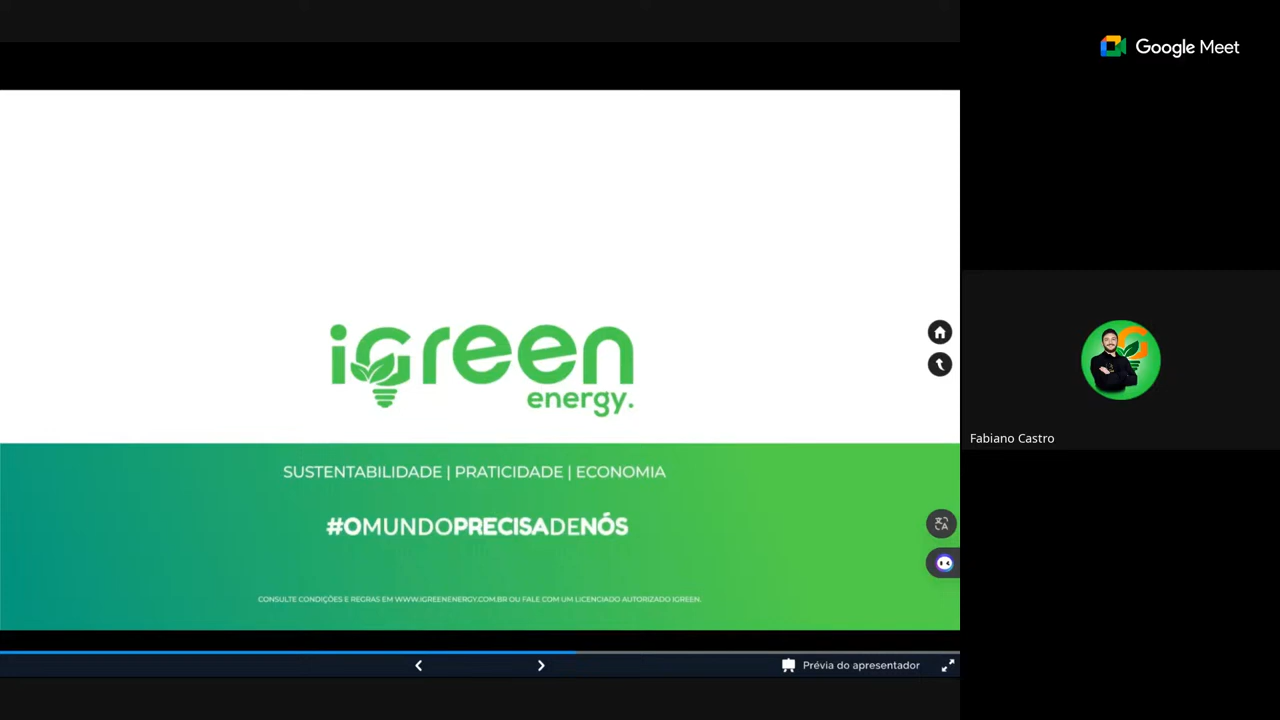 Google Meet
iGreen
energy.
SUSTENTABILIDADE | PRATICIDADE | ECONOMIA
#OMUNDOPRECISADENÓS
CONSULTE CONDIÇÕES E REGRAS EM WWW.IGREENENERGY.COM.BR OU FALE COM UM LICENCIADO AUTORIZADO IGREEN.
Fabiano Castro
Prévia do apresentador